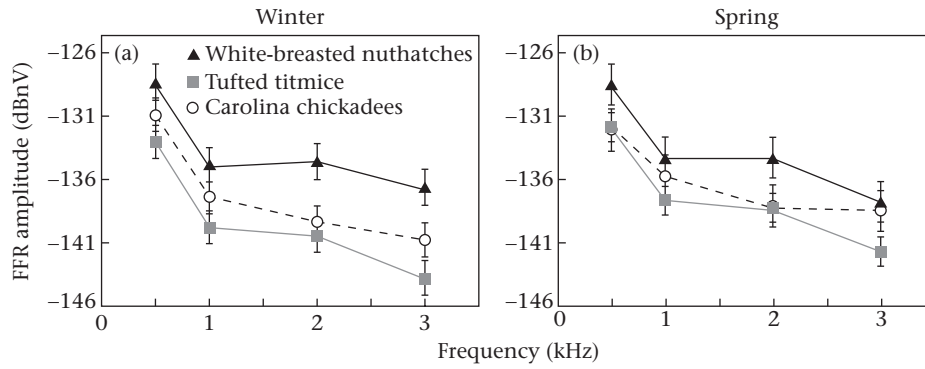 Winter
Spring
(a)
White-breasted nuthatches
Tufted titmice
Carolina chickadees
(b)
FFR amplitude (dBnV)
−126
−131
−136
−141
−146
0
1
2
3
−126
−131
−136
−141
−146
0
1
2
3
Frequency (kHz)